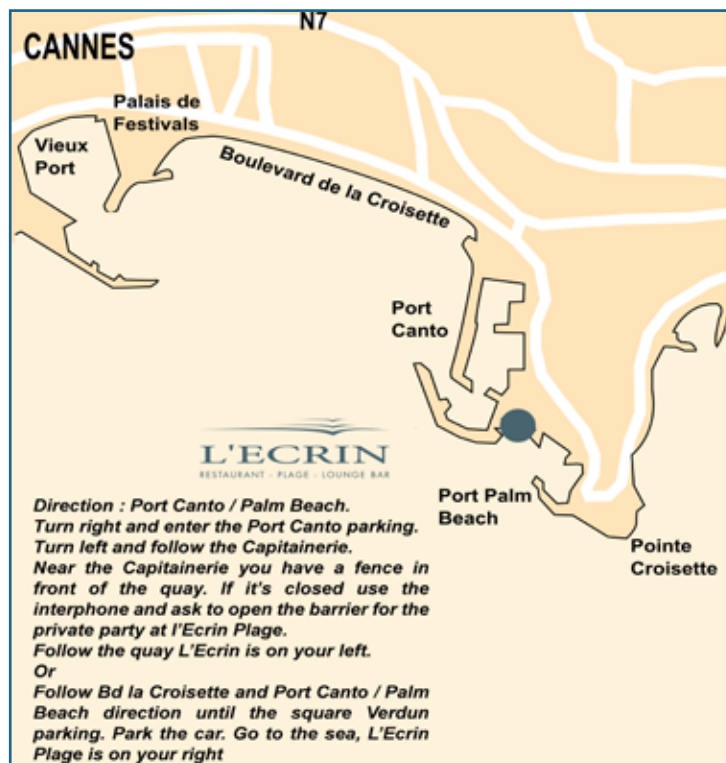 N7
CANNES
Palais de
Festivals
Vieux
Port
Boulevard de la Croisette
Port
Canto
L'ECRIN
RESTAURANT - PLAGE - LOUNGE BAR
Port Palm
Beach
Pointe
Croisette
Direction : Port Canto / Palm Beach.
Turn right and enter the Port Canto parking.
Turn left and follow the Capitainerie.
Near the Capitainerie you have a fence in
front of the quay. If it's closed use the
interphone and ask to open the barrier for the
private party at l'Ecrin Plage.
Follow the quay L'Ecrin is on your left.
Or
Follow Bd la Croisette and Port Canto / Palm
Beach direction until the square Verdun
parking. Park the car. Go to the sea, L'Ecrin
Plage is on your right